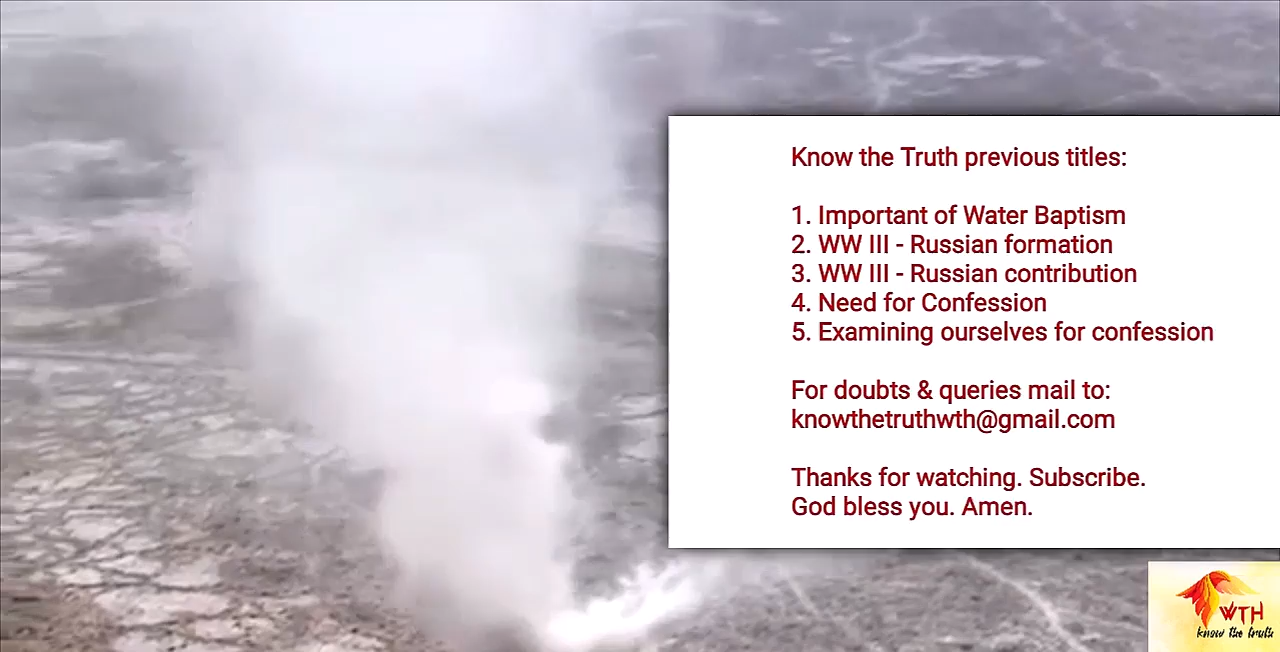 Know the Truth previous titles:
1. Important of Water Baptism
2. WW III - Russian formation
3. WW III - Russian contribution
4. Need for Confession
5. Examining ourselves for confession
For doubts & queries mail to:
knowthetruthwth@gmail.com
Thanks for watching. Subscribe.
God bless you. Amen.
WTH
know the truth